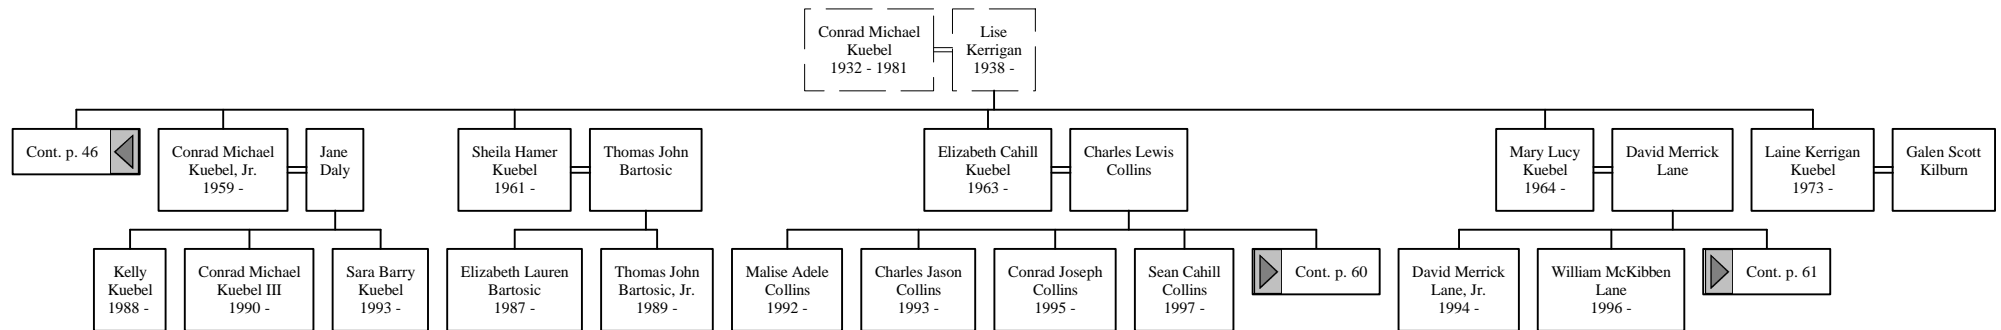 Conrad Michael
Kuebel
1932 - 1981
Lise
Kerrigan
1938 -
Cont. p. 46
Conrad Michael
Kuebel, Jr.
1959 -
Jane
Daly
Sheila Hamer
Kuebel
1961 -
Thomas John
Bartosic
Elizabeth Cahill
Kuebel
1963 -
Charles Lewis
Collins
Mary Lucy
Kuebel
1964 -
David Merrick
Lane
Laine Kerrigan
Kuebel
1973 -
Galen Scott
Kilburn
Kelly
Kuebel
1988 -
Conrad Michael
Kuebel III
1990 -
Sara Barry
Kuebel
1993 -
Elizabeth Lauren
Bartosic
1987 -
Thomas John
Bartosic, Jr.
1989 -
Malise Adele
Collins
1992 -
Charles Jason
Collins
1993 -
Conrad Joseph
Collins
1995 -
Sean Cahill
Collins
1997 -
Cont. p. 60
David Merrick
Lane, Jr.
1994 -
William McKibben
Lane
1996 -
Cont. p. 61